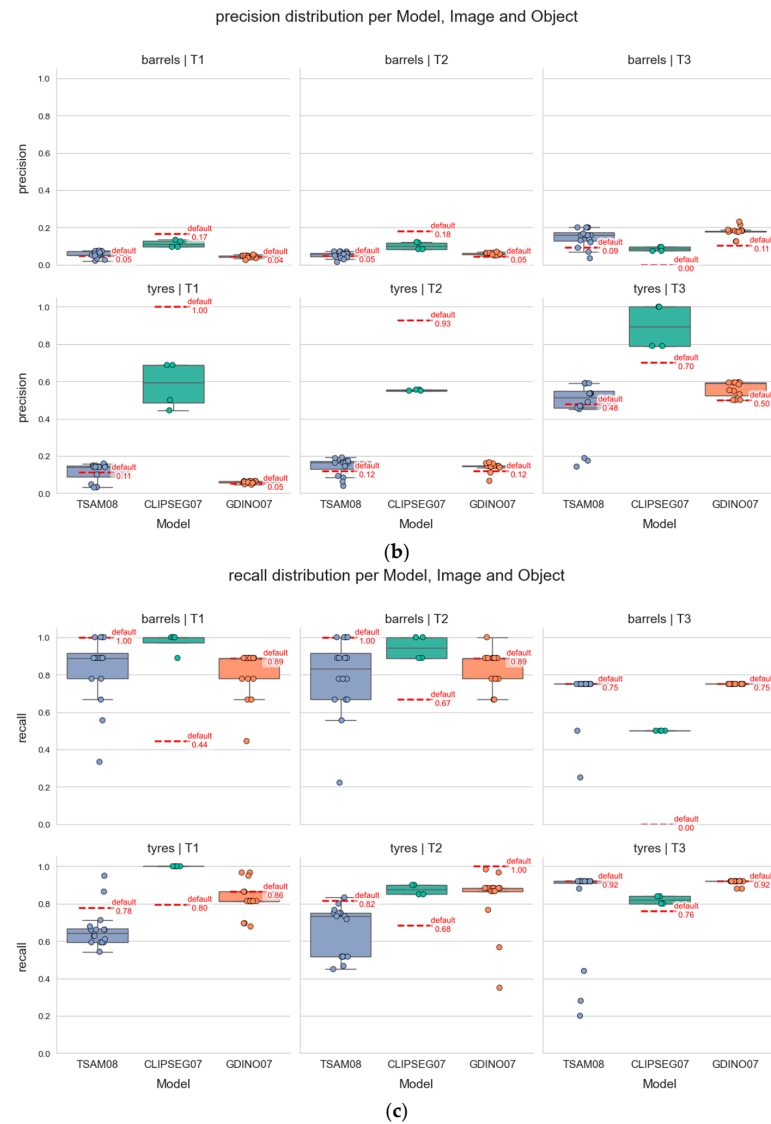 precision distribution per Model, Image and Object
barrels | T1
barrels | T2
barrels | T3
precision
1.0
0.8
0.6
0.4
0.2
0.0
default
0.05
default
0.17
default
0.04
default
0.05
default
0.18
default
0.05
default
0.09
default
0.00
default
0.11
tyres | T1
tyres | T2
tyres | T3
precision
1.0
0.8
0.6
0.4
0.2
0.0
default
0.11
default
1.00
default
0.05
default
0.12
default
0.93
default
0.12
default
0.48
default
0.70
default
0.50
TSAM08 CLIPSEG07 GDINO07
TSAM08 CLIPSEG07 GDINO07
TSAM08 CLIPSEG07 GDINO07
Model
Model
Model
(b)
recall distribution per Model, Image and Object
barrels | T1
barrels | T2
barrels | T3
recall
1.0
0.8
0.6
0.4
0.2
0.0
default
1.00
default
0.44
default
0.89
default
1.00
default
0.67
default
0.89
default
0.75
default
0.00
default
0.75
tyres | T1
tyres | T2
tyres | T3
recall
1.0
0.8
0.6
0.4
0.2
0.0
default
0.78
default
0.80
default
0.86
default
0.82
default
0.68
default
1.00
default
0.92
default
0.76
default
0.92
TSAM08 CLIPSEG07 GDINO07
TSAM08 CLIPSEG07 GDINO07
TSAM08 CLIPSEG07 GDINO07
Model
Model
Model
(c)